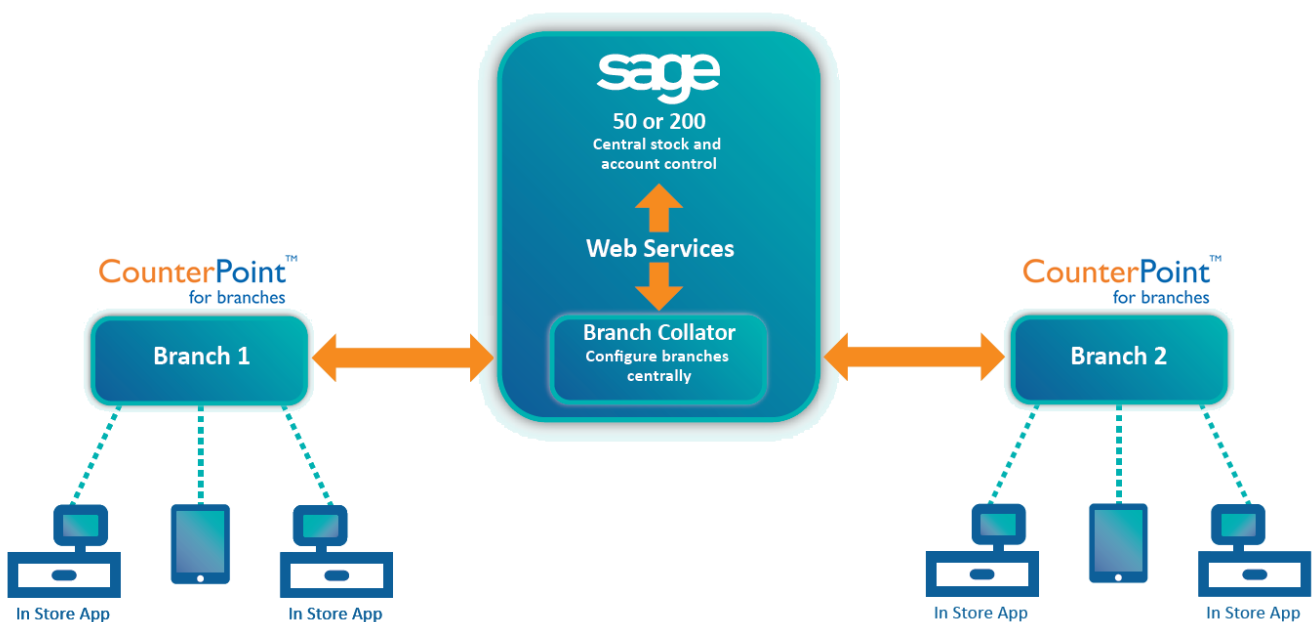 sage
50 or 200
Central stock and
account control
Web Services
Branch Collator
Configure branches
centrally
CounterPoint™
for branches
Branch 1
In Store App
In Store App
CounterPoint™
for branches
Branch 2
In Store App
In Store App